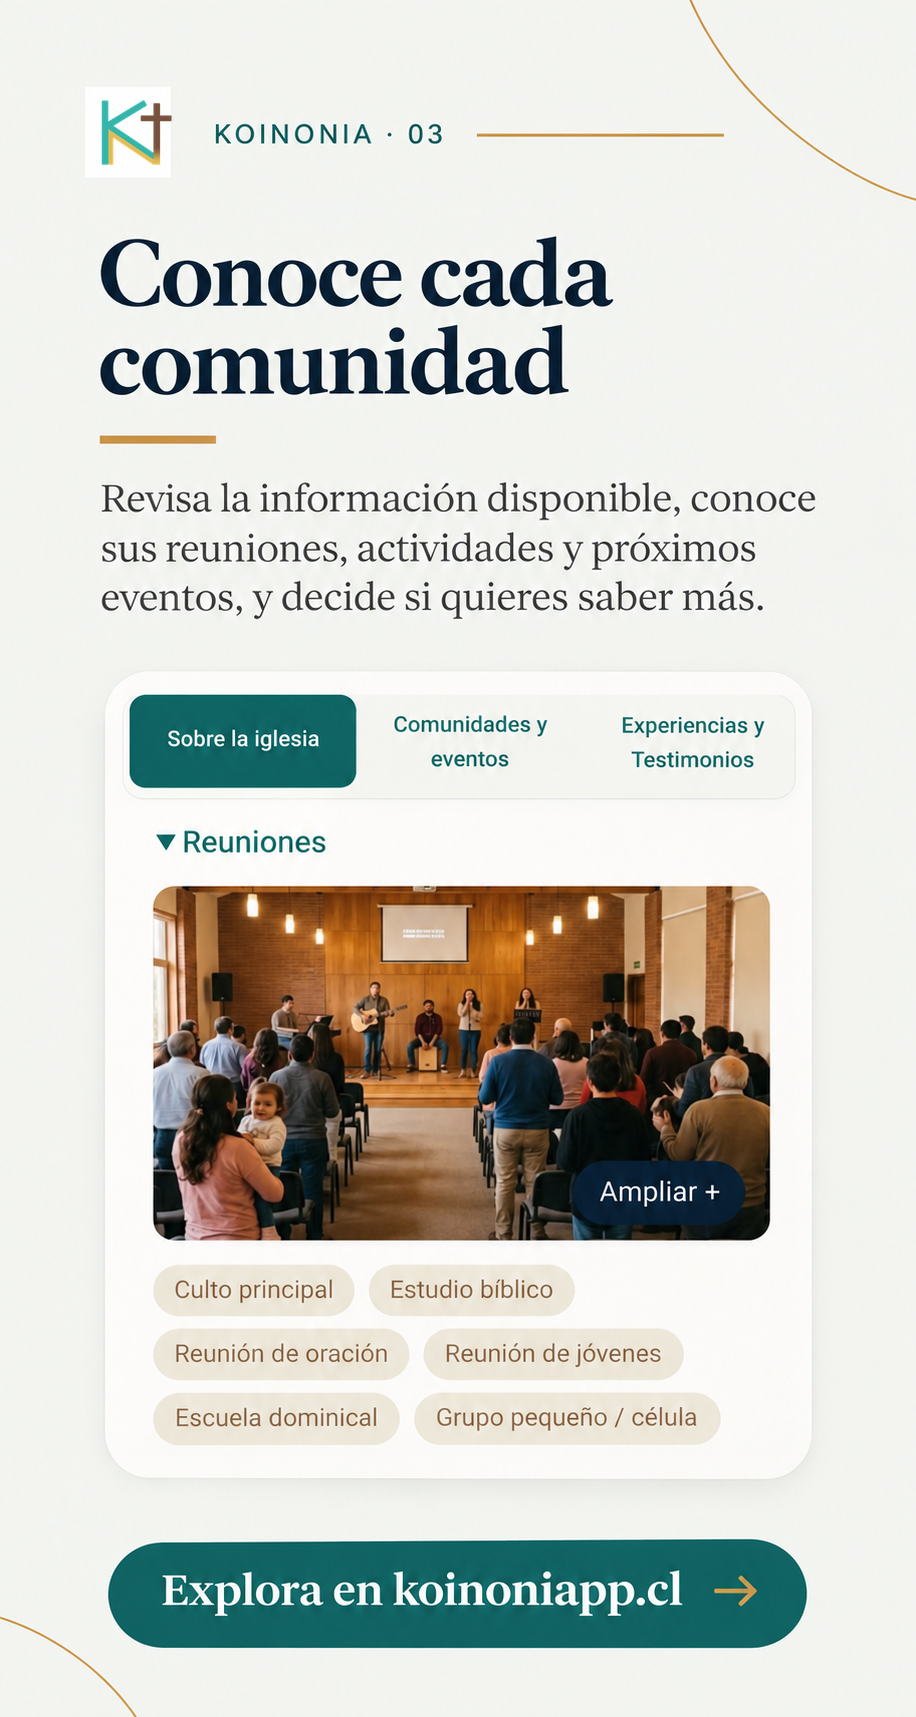 KOINONIA · 03
Conoce cada
comunidad
Revisa la información disponible, conoce
sus reuniones, actividades y próximos
eventos, y decide si quieres saber más.
Sobre la iglesia
Comunidades y
eventos
Experiencias y
Testimonios
▼ Reuniones
Ampliar +
Culto principal
Estudio bíblico
Reunión de oración
Reunión de jóvenes
Escuela dominical
Grupo pequeño / célula
Explora en koinoniapp.cl →